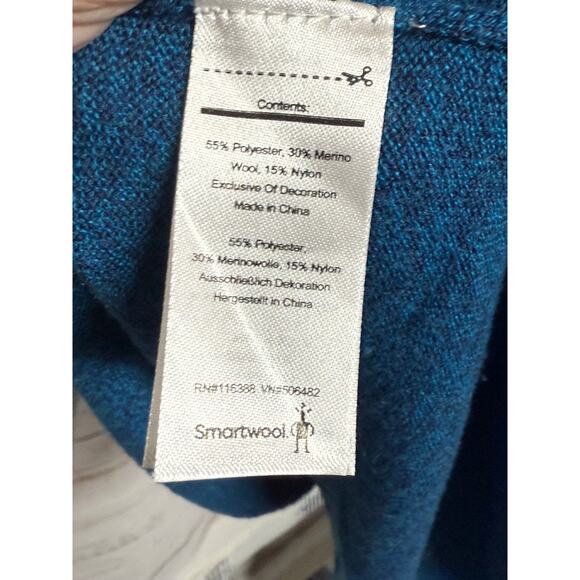 Contents:
55% Polyester, 30% Merino
Wool, 15% Nylon
Exclusive Of Decoration
Made in China
55% Polyester,
30% Merinowolle, 15% Nylon
Ausschließlich Dekoration
Hergestellt in China
RN#116388 VN#506482
Smartwool.